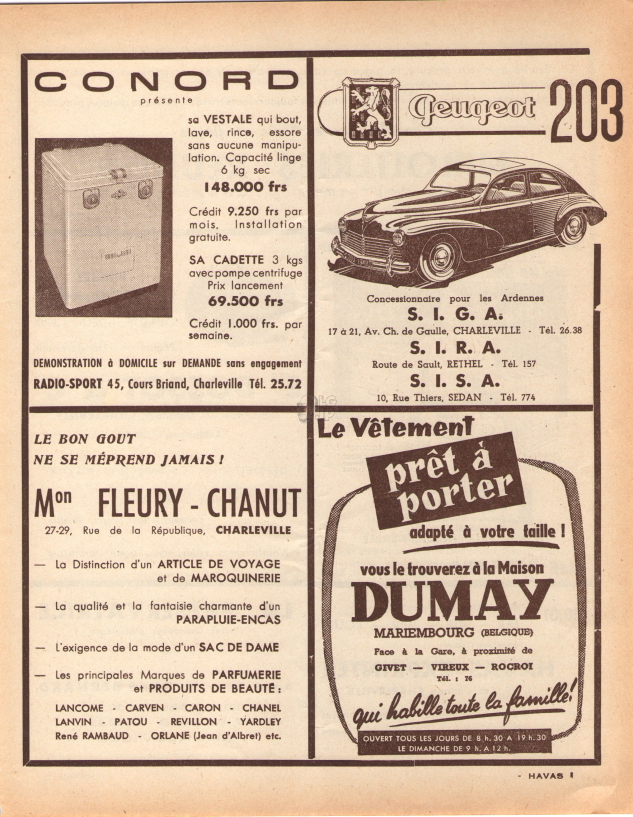 CONORD
présente
sa VESTALE qui bout,
lave, rince, essore
sans aucune manipu-
lation. Capacité linge
6 kg sec
148.000 frs
Crédit 9.250 frs par
mois. Installation
gratuite.
SA CADETTE 3 kgs
avec pompe centrifuge
Prix lancement
69.500 frs
Crédit 1.000 frs. par
semaine.
DEMONSTRATION à DOMICILE sur DEMANDE sans engagement
RADIO-SPORT 45, Cours Briand, Charleville Tél. 25.72
Peugeot 203
Concessionnaire pour les Ardennes
S. I. G. A.
17 à 21, Av. Ch. de Gaulle, CHARLEVILLE - Tél. 26.38
S. I. R. A.
Route de Sault, RETHEL - Tél. 157
S. I. S. A.
10, Rue Thiers, SEDAN - Tél. 774
LE BON GOUT
NE SE MÉPREND JAMAIS !
Mon FLEURY - CHANUT
27-29, Rue de la République, CHARLEVILLE
— La Distinction d'un ARTICLE DE VOYAGE
et de MAROQUINERIE
— La qualité et la fantaisie charmante d'un
PARAPLUIE-ENCAS
— L'exigence de la mode d'un SAC DE DAME
— Les principales Marques de PARFUMERIE
et PRODUITS DE BEAUTÉ :
LANCOME - CARVEN - CARON - CHANEL
LANVIN - PATOU - REVILLON - YARDLEY
René RAMBAUD - ORLANE (Jean d'Albret) etc.
Le Vêtement
prêt à
porter
adapté à votre taille !
vous le trouverez à la Maison
DUMAY
MARIEMBOURG (BELGIQUE)
Face à la Gare, à proximité de
GIVET — VIREUX — ROCROI
Tél. : 76
qui habille toute la famille !
OUVERT TOUS LES JOURS DE 8 h. 30 A 19 h. 30
LE DIMANCHE DE 9 h. A 12 h.
- HAVAS